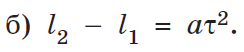 б) l₂ − l₁ = aτ².